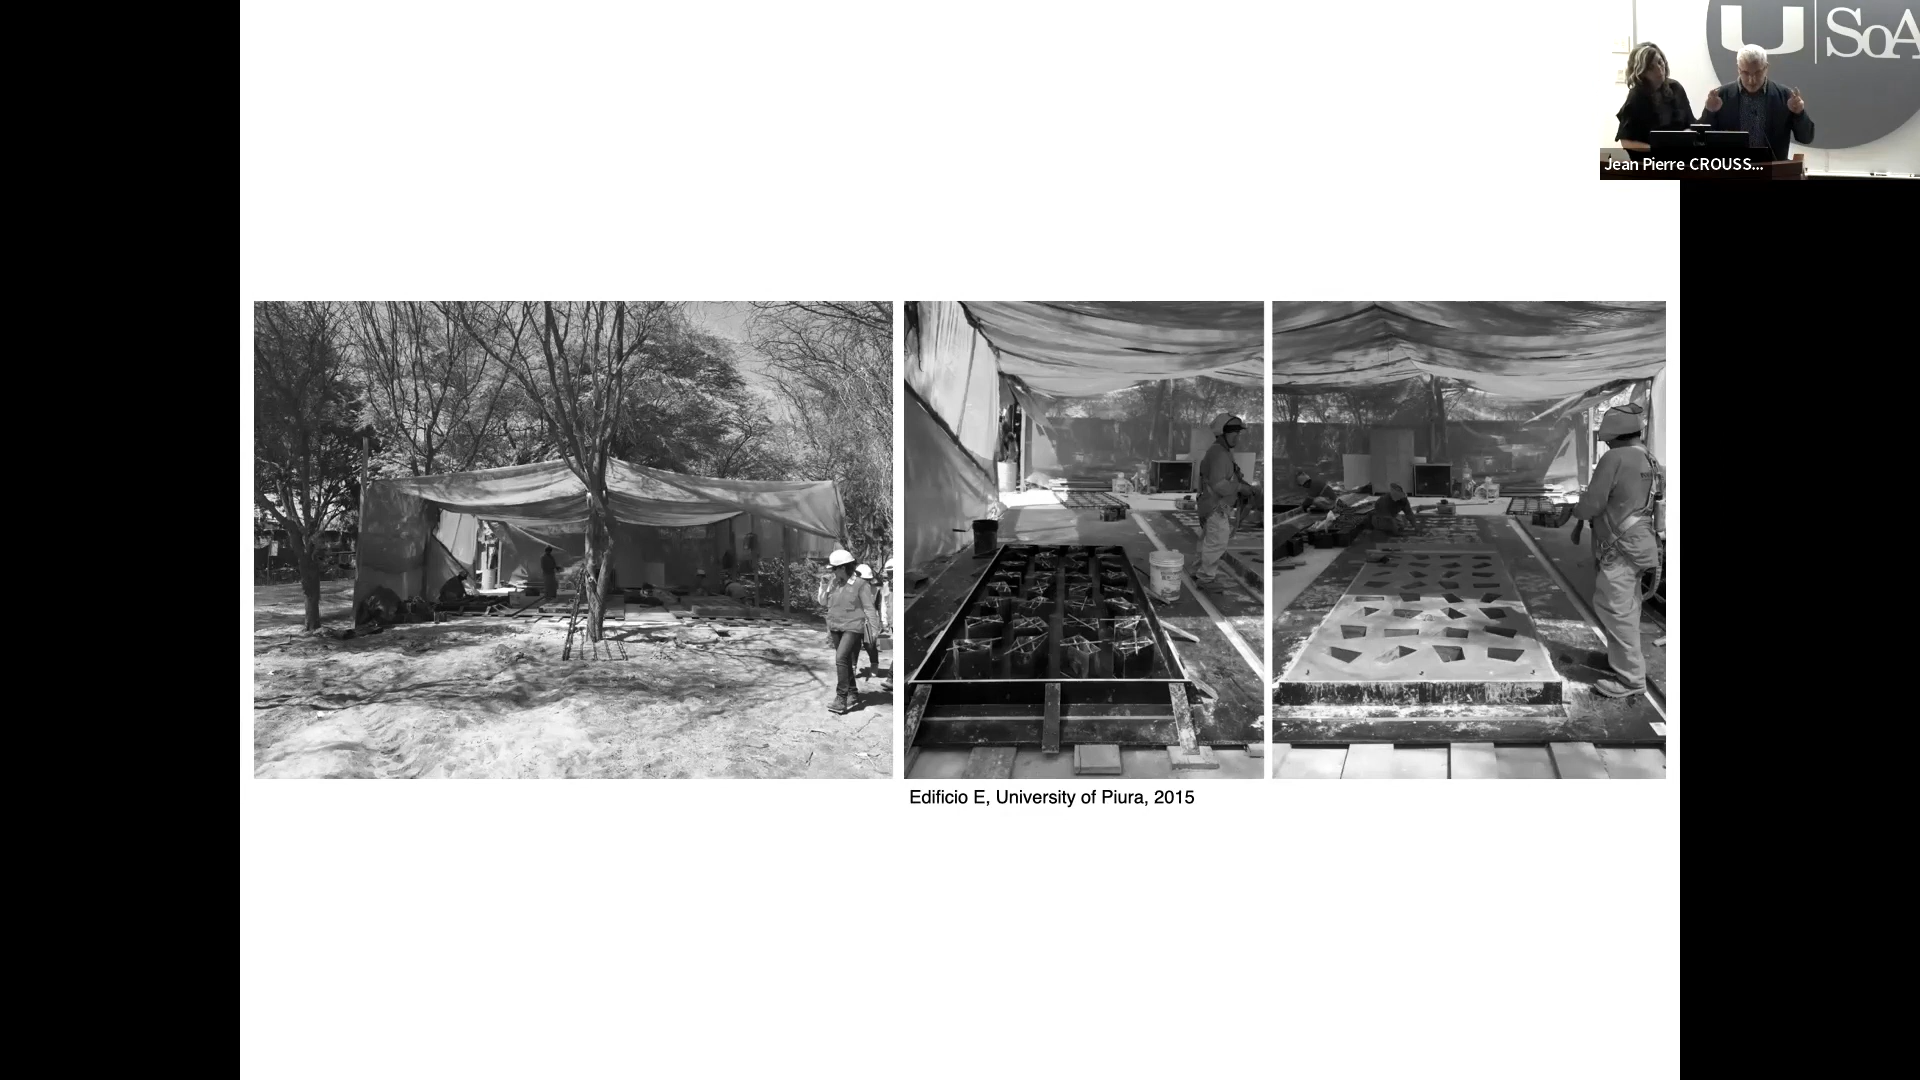 U SoA
Jean Pierre CROUSS...
Edificio E, University of Piura, 2015